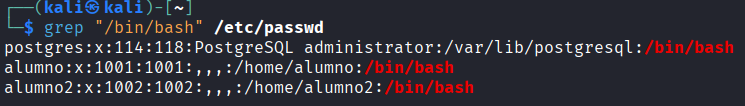 ┌──(kali㉿kali)-[~]
└─$ grep "/bin/bash" /etc/passwd
postgres:x:114:118:PostgreSQL administrator:/var/lib/postgresql:/bin/bash
alumno:x:1001:1001:,,,:/home/alumno:/bin/bash
alumno2:x:1002:1002:,,,:/home/alumno2:/bin/bash